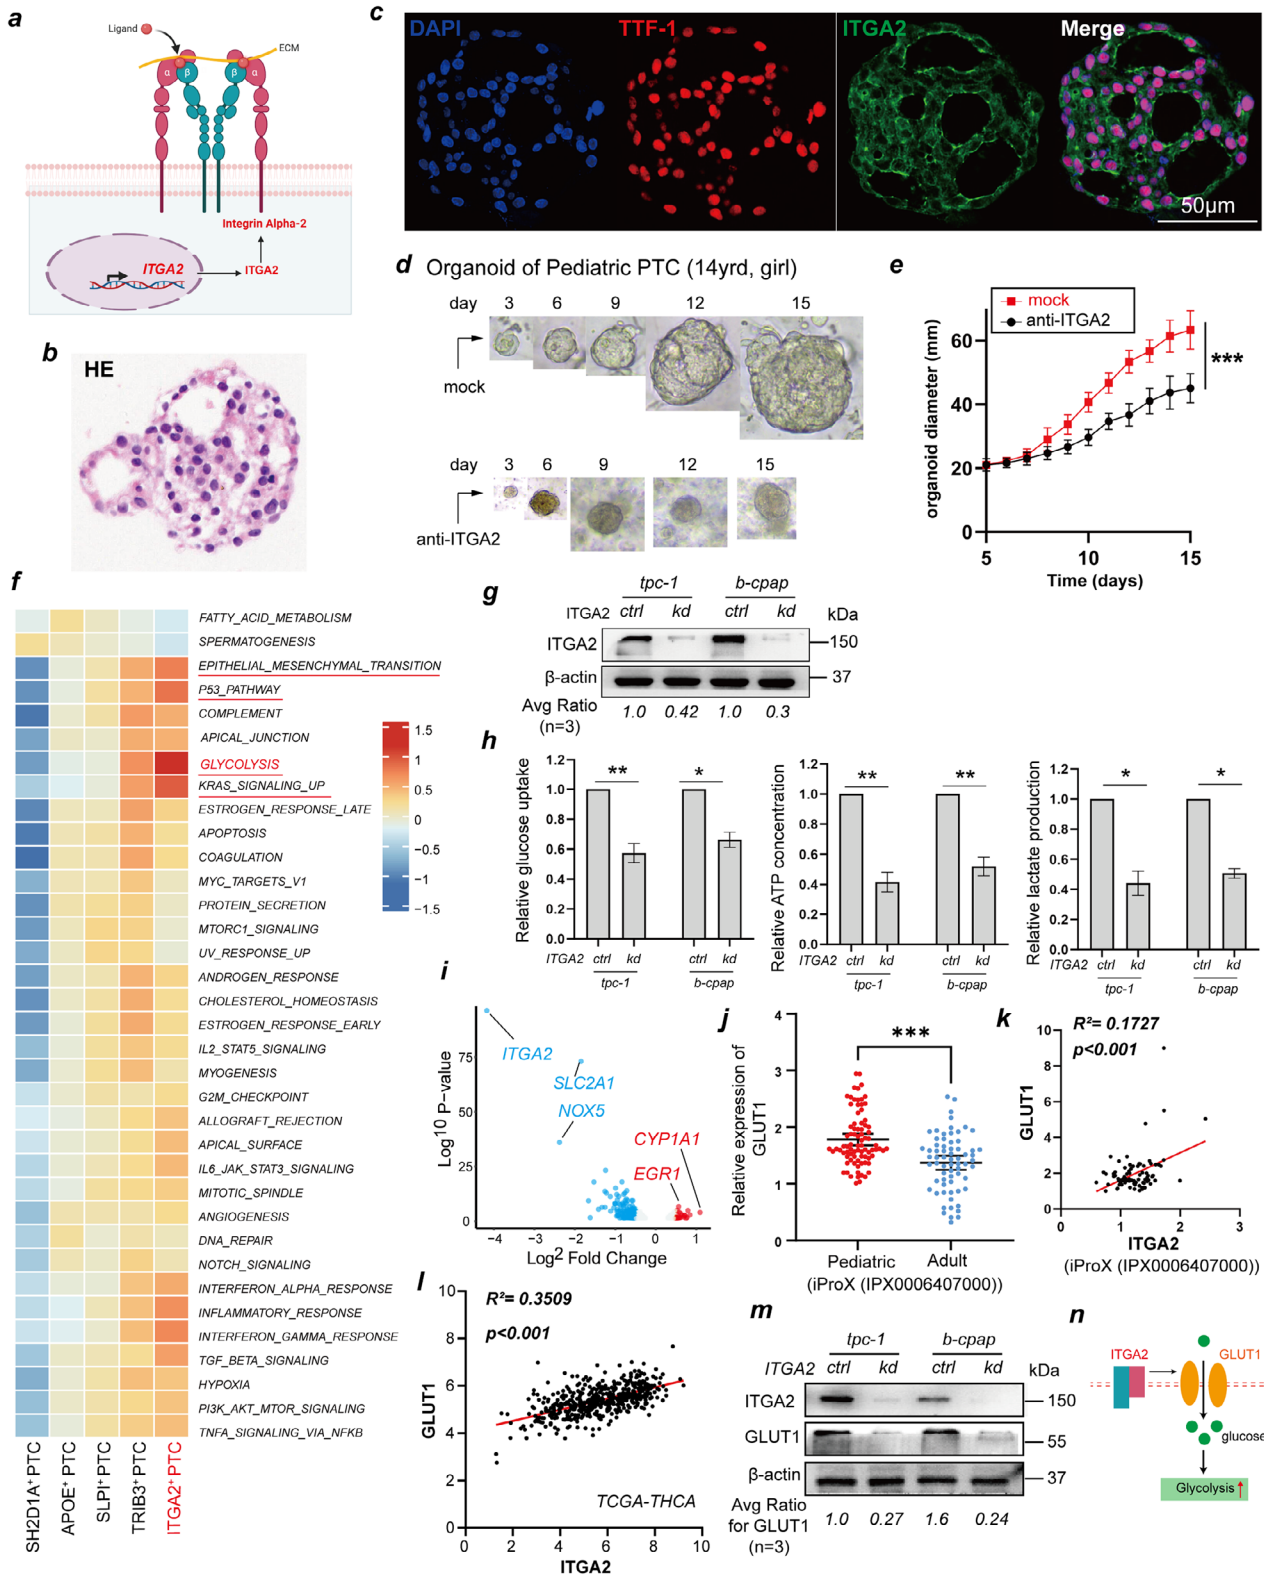 a
Ligand
ECM
α
β
β
α
Integrin Alpha-2
ITGA2
ITGA2
b
HE
c
DAPI
TTF-1
ITGA2
Merge
50μm
d
Organoid of Pediatric PTC (14yrd, girl)
day 3 6 9 12 15
mock
day 3 6 9 12 15
anti-ITGA2
e
mock
anti-ITGA2
organoid diameter (mm)
60
40
20
0
5 10 15
Time (days)
***
f
FATTY_ACID_METABOLISM
SPERMATOGENESIS
EPITHELIAL_MESENCHYMAL_TRANSITION
P53_PATHWAY
COMPLEMENT
APICAL_JUNCTION
GLYCOLYSIS
KRAS_SIGNALING_UP
ESTROGEN_RESPONSE_LATE
APOPTOSIS
COAGULATION
MYC_TARGETS_V1
PROTEIN_SECRETION
MTORC1_SIGNALING
UV_RESPONSE_UP
ANDROGEN_RESPONSE
CHOLESTEROL_HOMEOSTASIS
ESTROGEN_RESPONSE_EARLY
IL2_STAT5_SIGNALING
MYOGENESIS
G2M_CHECKPOINT
ALLOGRAFT_REJECTION
APICAL_SURFACE
IL6_JAK_STAT3_SIGNALING
MITOTIC_SPINDLE
ANGIOGENESIS
DNA_REPAIR
NOTCH_SIGNALING
INTERFERON_ALPHA_RESPONSE
INFLAMMATORY_RESPONSE
INTERFERON_GAMMA_RESPONSE
TGF_BETA_SIGNALING
HYPOXIA
PI3K_AKT_MTOR_SIGNALING
TNFA_SIGNALING_VIA_NFKB
SH2D1A⁺ PTC
APOE⁺ PTC
SLPI⁺ PTC
TRIB3⁺ PTC
ITGA2⁺ PTC
1.5
1
0.5
0
−0.5
−1
−1.5
g
tpc-1 b-cpap
ITGA2 ctrl kd ctrl kd kDa
ITGA2 150
β-actin 37
Avg Ratio 1.0 0.42 1.0 0.3
(n=3)
h
Relative glucose uptake
1.2
1.0
0.8
0.6
0.4
0.2
0.0
** *
ITGA2 ctrl kd ctrl kd
tpc-1 b-cpap
Relative ATP concentration
1.2
1.0
0.8
0.6
0.4
0.2
0.0
** **
ITGA2 ctrl kd ctrl kd
tpc-1 b-cpap
Relative lactate production
1.2
1.0
0.8
0.6
0.4
0.2
0.0
* *
ITGA2 ctrl kd ctrl kd
tpc-1 b-cpap
i
Log10 P−value
75
50
25
0
ITGA2
SLC2A1
NOX5
CYP1A1
EGR1
−4 −3 −2 −1 0 1
Log2 Fold Change
j
Relative expression of
GLUT1
4
3
2
1
0
***
Pediatric Adult
(iProX (IPX0006407000))
k
R²= 0.1727
p<0.001
GLUT1
10
8
6
4
2
0
0 1 2 3
ITGA2
(iProX (IPX0006407000))
l
R²= 0.3509
p<0.001
GLUT1
10
8
6
4
2
0
TCGA-THCA
0 2 4 6 8 10
ITGA2
m
tpc-1 b-cpap
ITGA2 ctrl kd ctrl kd kDa
ITGA2 150
GLUT1 55
β-actin 37
Avg Ratio
for GLUT1 1.0 0.27 1.6 0.24
(n=3)
n
ITGA2
GLUT1
glucose
Glycolysis